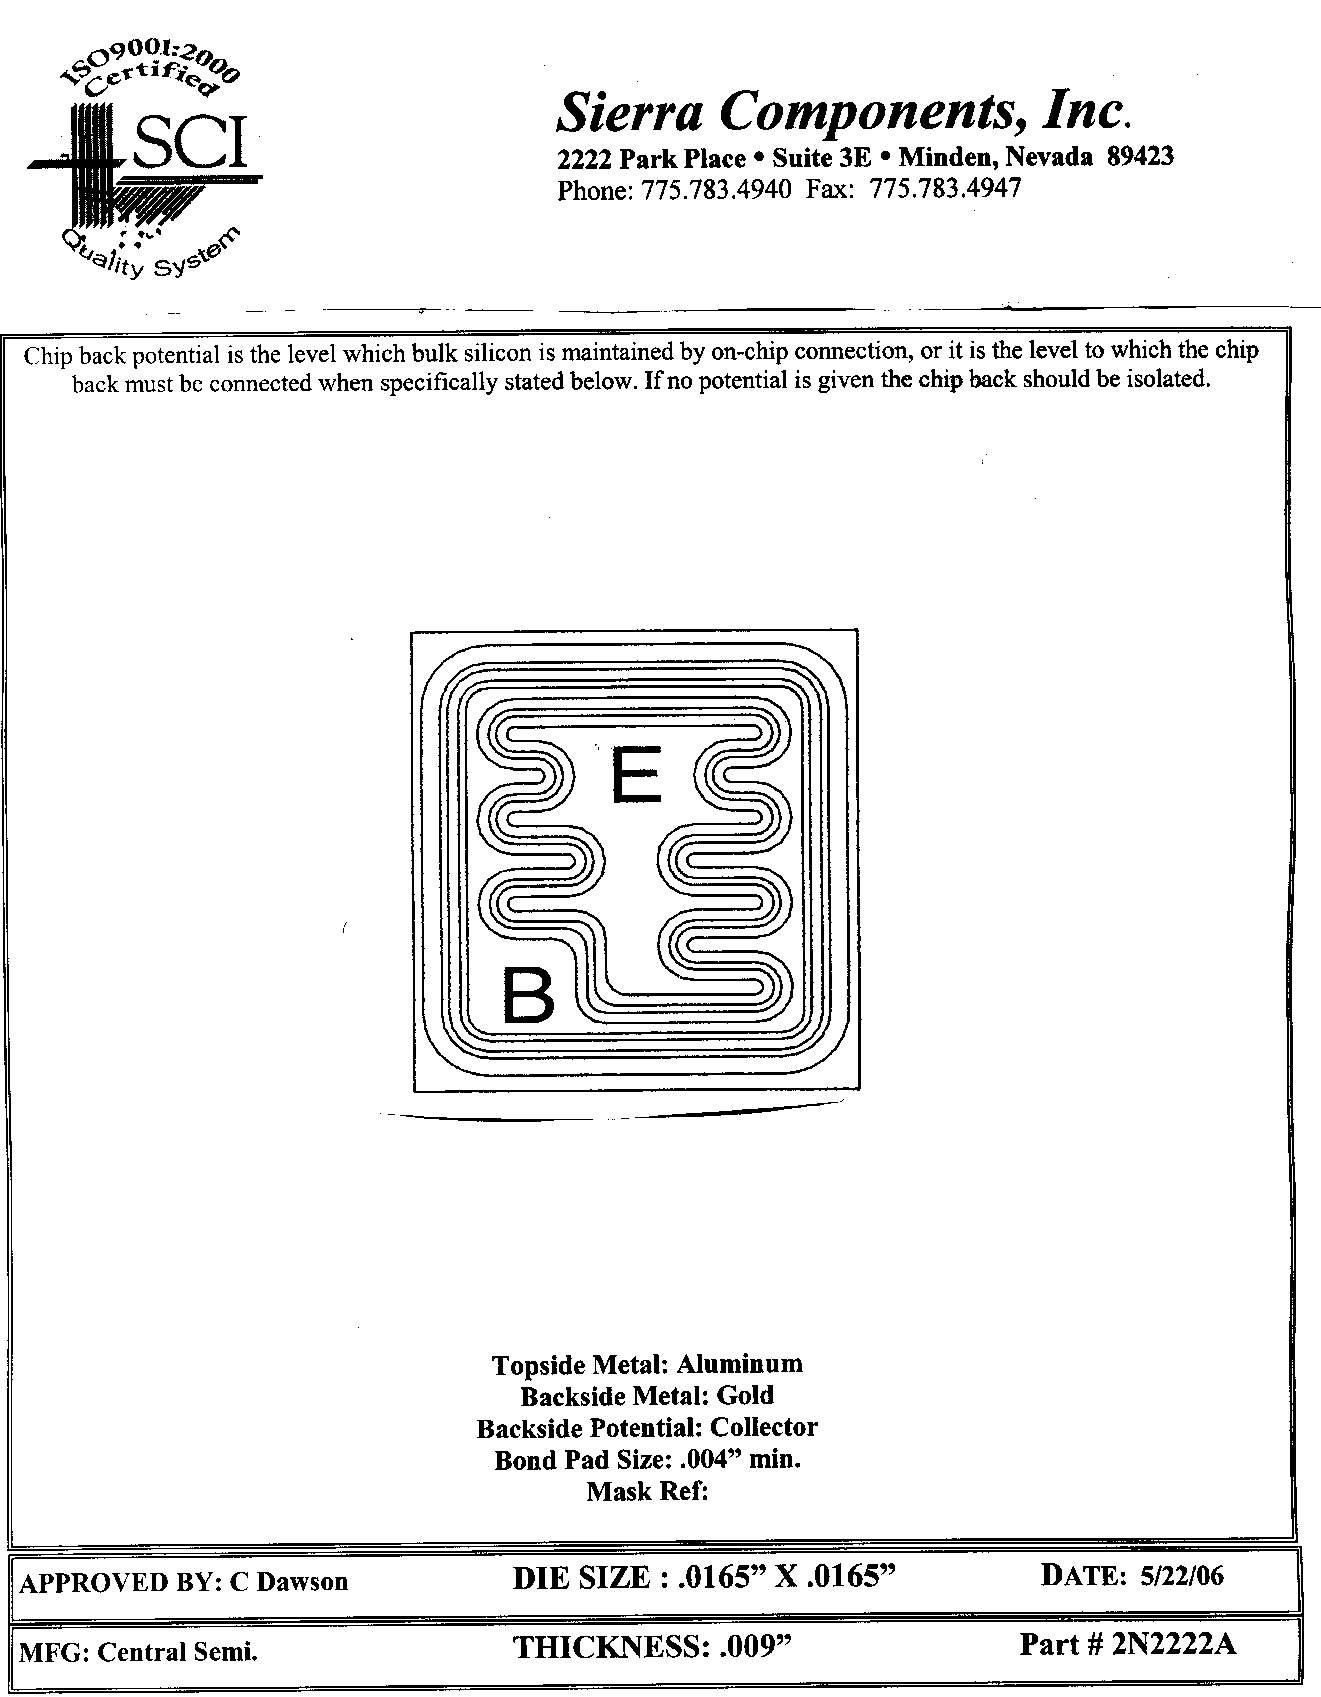 ISO9001:2000
Certified
SCI
Quality System
Sierra Components, Inc.
2222 Park Place • Suite 3E • Minden, Nevada 89423
Phone: 775.783.4940 Fax: 775.783.4947
Chip back potential is the level which bulk silicon is maintained by on-chip connection, or it is the level to which the chip
back must be connected when specifically stated below. If no potential is given the chip back should be isolated.
E
B
Topside Metal: Aluminum
Backside Metal: Gold
Backside Potential: Collector
Bond Pad Size: .004” min.
Mask Ref:
APPROVED BY: C Dawson DIE SIZE : .0165” X .0165” DATE: 5/22/06
MFG: Central Semi. THICKNESS: .009” Part # 2N2222A